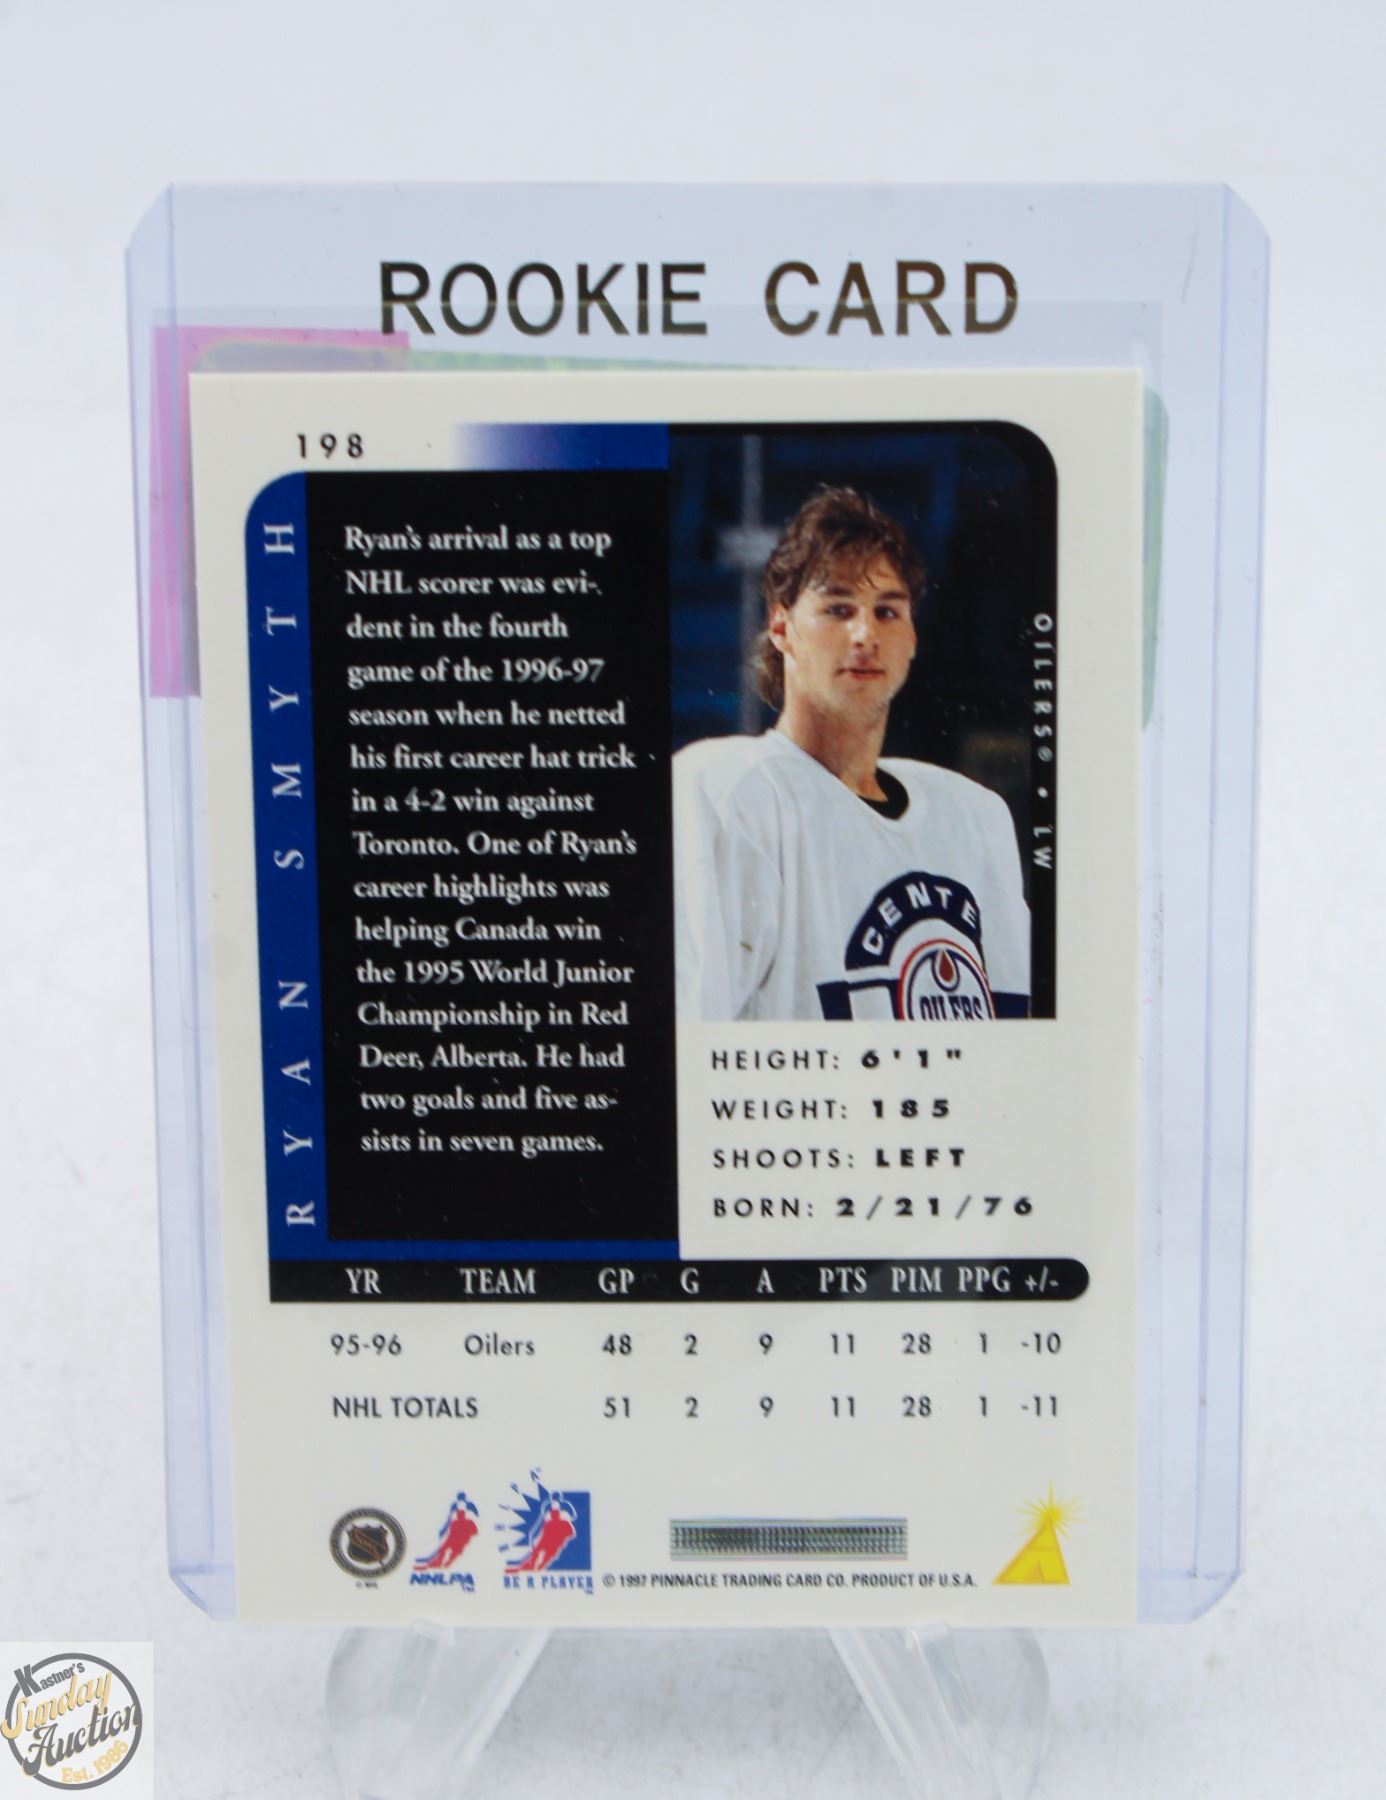 ROOKIE CARD
198
RYAN SMYTH
Ryan's arrival as a top
NHL scorer was evi-
dent in the fourth
game of the 1996-97
season when he netted
his first career hat trick
in a 4-2 win against
Toronto. One of Ryan's
career highlights was
helping Canada win
the 1995 World Junior
Championship in Red
Deer, Alberta. He had
two goals and five as-
sists in seven games.
OILERS® • LW
CENTE
OILERS
HEIGHT: 6'1"
WEIGHT: 185
SHOOTS: LEFT
BORN: 2/21/76
YR TEAM GP G A PTS PIM PPG +/-
95-96 Oilers 48 2 9 11 28 1 -10
NHL TOTALS 51 2 9 11 28 1 -11
NHL
NHLPA
BE A PLAYER
© 1997 PINNACLE TRADING CARD CO. PRODUCT OF U.S.A.
Kastner's
Sunday
Auction
Est. 1986